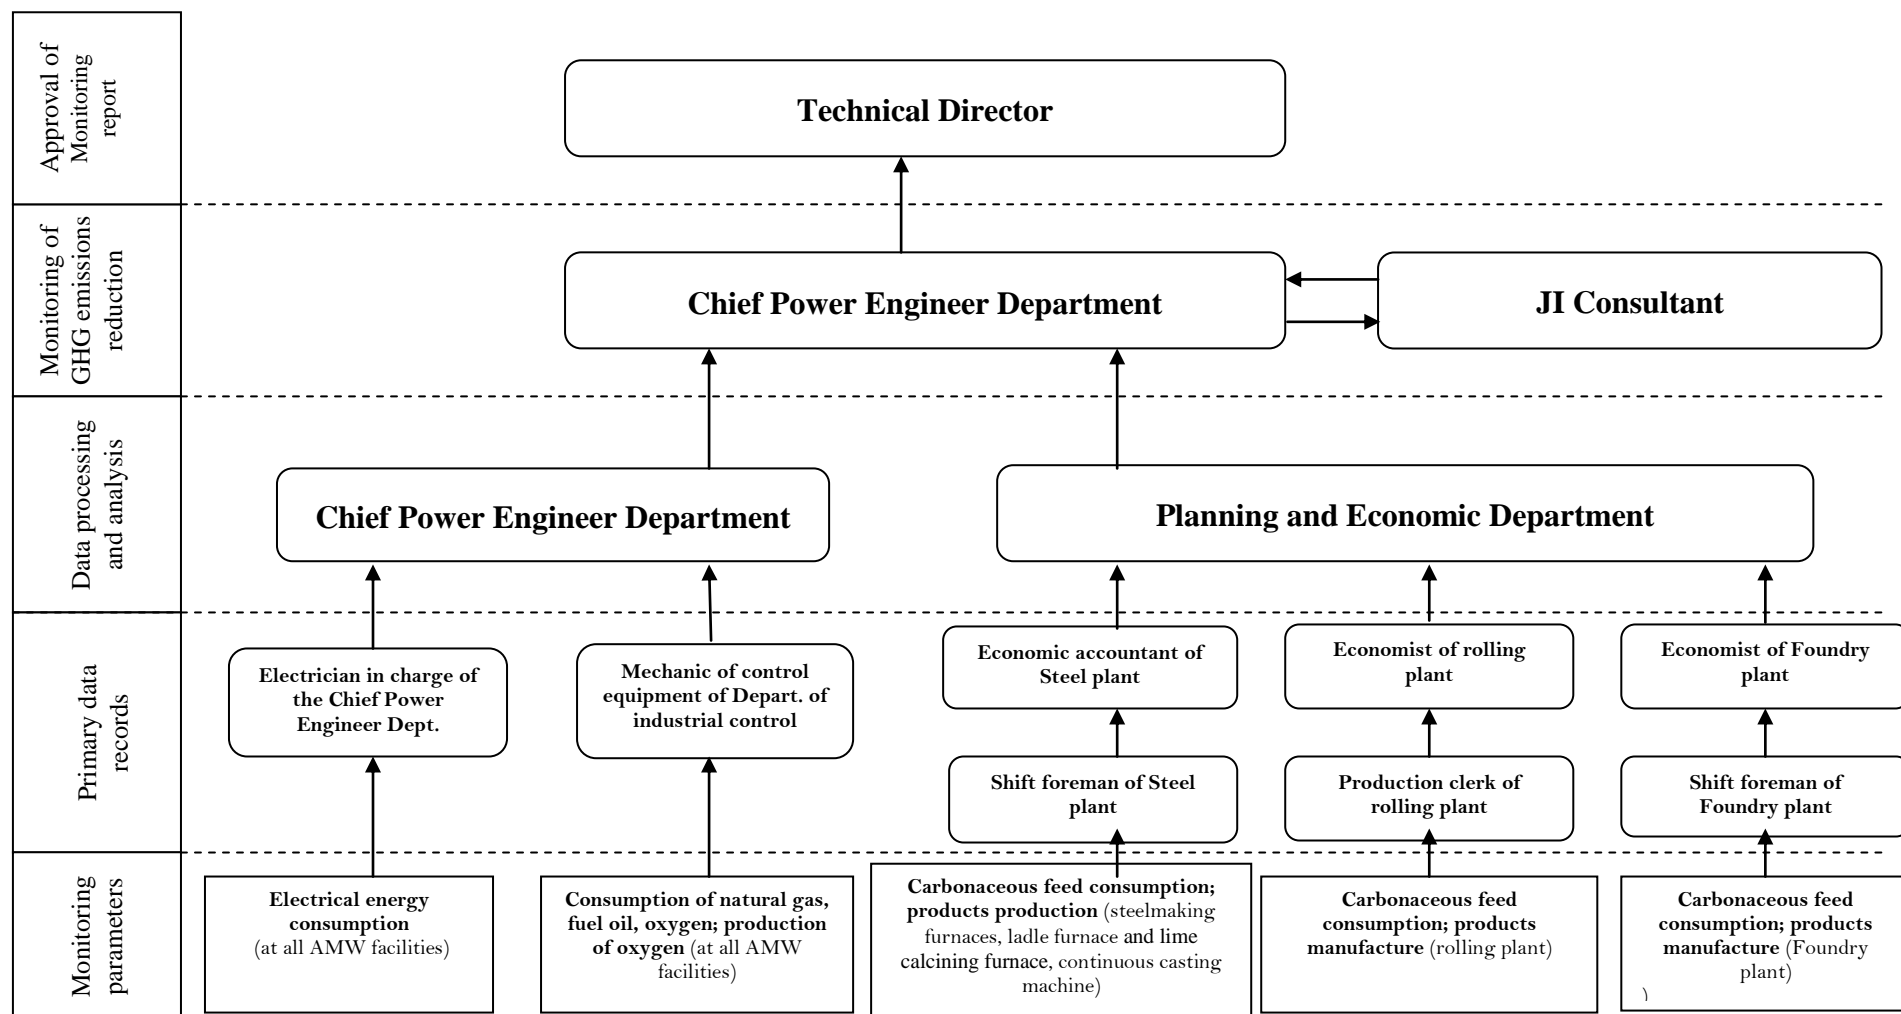 Approval of
Monitoring
report
Technical Director
Monitoring of
GHG emissions
reduction
Chief Power Engineer Department
JI Consultant
Data processing
and analysis
Chief Power Engineer Department
Planning and Economic Department
Primary data
records
Electrician in charge of
the Chief Power
Engineer Dept.
Mechanic of control
equipment of Depart. of
industrial control
Economic accountant of
Steel plant
Economist of rolling
plant
Economist of Foundry
plant
Shift foreman of Steel
plant
Production clerk of
rolling plant
Shift foreman of
Foundry plant
Monitoring
parameters
Electrical energy
consumption
(at all AMW facilities)
Consumption of natural gas,
fuel oil, oxygen; production
of oxygen (at all AMW
facilities)
Carbonaceous feed consumption;
products production (steelmaking
furnaces, ladle furnace and lime
calcining furnace, continuous casting
machine)
Carbonaceous feed
consumption; products
manufacture (rolling plant)
Carbonaceous feed
consumption; products
manufacture (Foundry
plant)
)